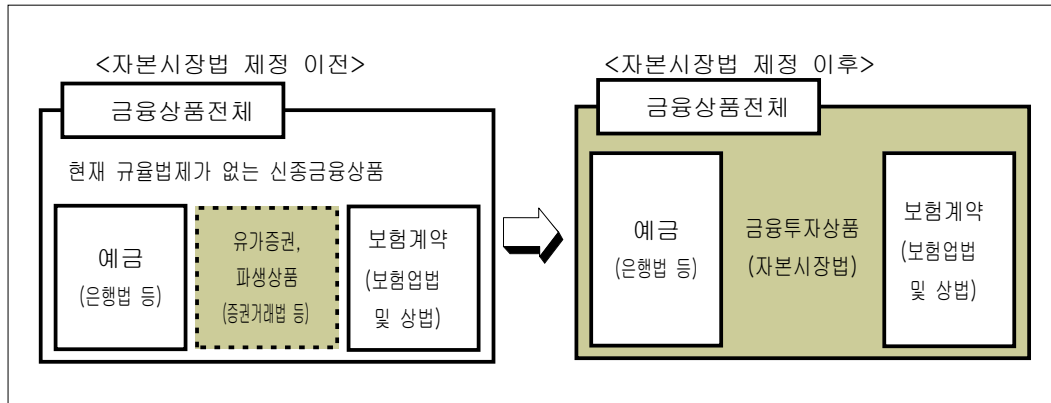 <자본시장법 제정 이전>
금융상품전체
현재 규율법제가 없는 신종금융상품
예금
(은행법 등)
유가증권,
파생상품
(증권거래법 등)
보험계약
(보험업법
및 상법)
<자본시장법 제정 이후>
금융상품전체
예금
(은행법 등)
금융투자상품
(자본시장법)
보험계약
(보험업법
및 상법)